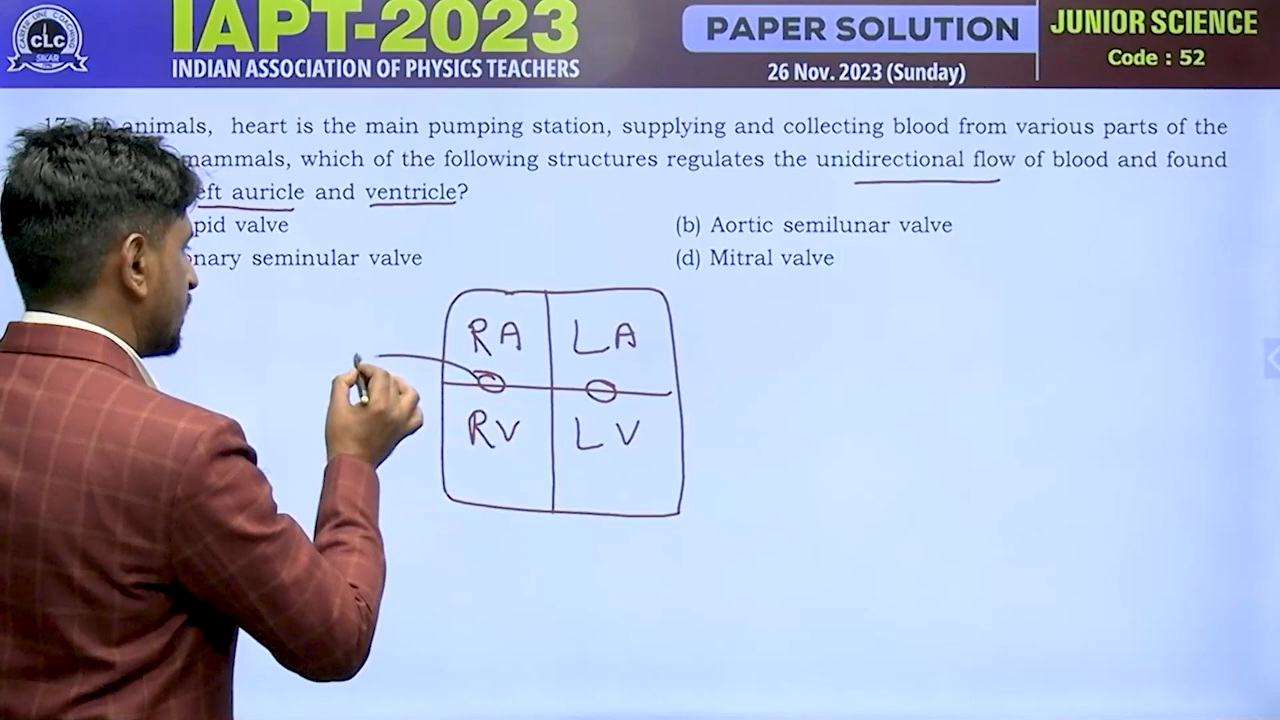 CLC
SIKAR
IAPT-2023
INDIAN ASSOCIATION OF PHYSICS TEACHERS
PAPER SOLUTION
26 Nov. 2023 (Sunday)
JUNIOR SCIENCE
Code : 52
animals, heart is the main pumping station, supplying and collecting blood from various parts of the
mammals, which of the following structures regulates the unidirectional flow of blood and found
eft auricle and ventricle?
pid valve
(b) Aortic semilunar valve
onary seminular valve
(d) Mitral valve
RA LA
RV LV